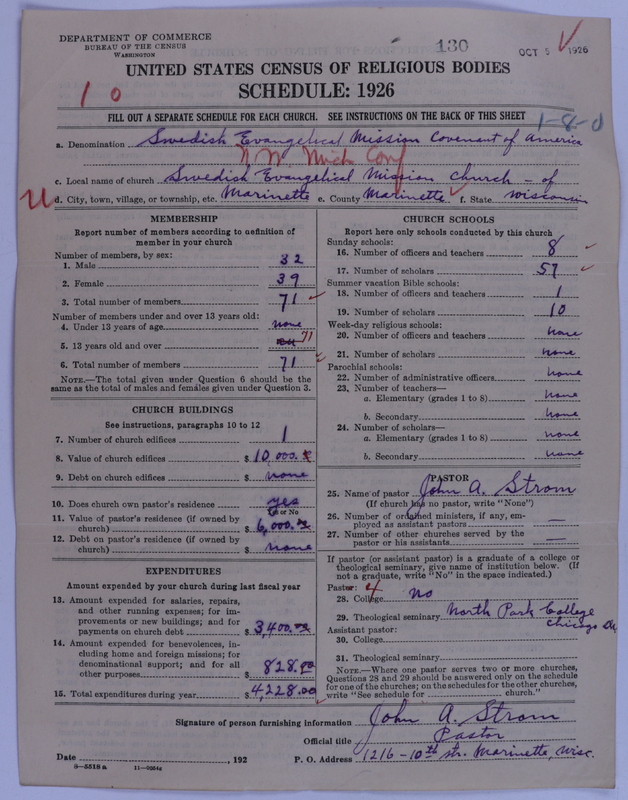 DEPARTMENT OF COMMERCE
BUREAU OF THE CENSUS
WASHINGTON
130
OCT 5 1926
UNITED STATES CENSUS OF RELIGIOUS BODIES
SCHEDULE: 1926
1 0
FILL OUT A SEPARATE SCHEDULE FOR EACH CHURCH. SEE INSTRUCTIONS ON THE BACK OF THIS SHEET
1-8-0
a. Denomination Swedish Evangelical Mission Covenant of America
N.W. Mich Conf
c. Local name of church Swedish Evangelical Mission Church - of
U
d. City, town, village, or township, etc. Marinette e. County Marinette f. State Wisconsin
MEMBERSHIP
Report number of members according to definition of
member in your church
Number of members, by sex:
1. Male 32
2. Female 39
3. Total number of members 71
Number of members under and over 13 years old:
4. Under 13 years of age none
5. 13 years old and over 71
6. Total number of members 71
NOTE.—The total given under Question 6 should be the
same as the total of males and females given under Question 3.
CHURCH BUILDINGS
See instructions, paragraphs 10 to 12
7. Number of church edifices 1
8. Value of church edifices $10,000.
9. Debt on church edifices $ none
10. Does church own pastor's residence yes
Yes or No
11. Value of pastor's residence (if owned by
church) $6,000.
12. Debt on pastor's residence (if owned by
church) $ none
EXPENDITURES
Amount expended by your church during last fiscal year
13. Amount expended for salaries, repairs,
and other running expenses; for im-
provements or new buildings; and for
payments on church debt $3,400.00
14. Amount expended for benevolences, in-
cluding home and foreign missions; for
denominational support; and for all
other purposes $ 828.00
15. Total expenditures during year $4,228.00
CHURCH SCHOOLS
Report here only schools conducted by this church
Sunday schools:
16. Number of officers and teachers 8
17. Number of scholars 57
Summer vacation Bible schools:
18. Number of officers and teachers 1
19. Number of scholars 10
Week-day religious schools:
20. Number of officers and teachers none
21. Number of scholars none
Parochial schools:
22. Number of administrative officers none
23. Number of teachers—
a. Elementary (grades 1 to 8) none
b. Secondary none
24. Number of scholars—
a. Elementary (grades 1 to 8) none
b. Secondary none
PASTOR
25. Name of pastor John A. Strom
(If church has no pastor, write "None")
26. Number of ordained ministers, if any, em-
ployed as assistant pastors —
27. Number of other churches served by the
pastor or his assistants —
If pastor (or assistant pastor) is a graduate of a college or
theological seminary, give name of institution below. (If
not a graduate, write "No" in the space indicated.)
Pastor: 4
28. College No
29. Theological seminary North Park College
Chicago Ill.
Assistant pastor:
30. College
31. Theological seminary
NOTE.—Where one pastor serves two or more churches,
Questions 28 and 29 should be answered only on the schedule
for one of the churches; on the schedules for the other churches,
write "See schedule for church."
Signature of person furnishing information John A. Strom
Official title Pastor
Date , 192 P. O. Address 1216-10th str. Marinette, Wisc.
8-5518a 11-9264a